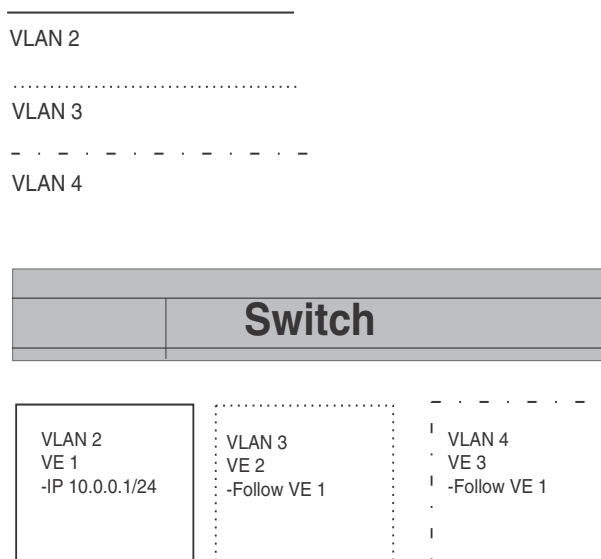 VLAN 2
VLAN 3
VLAN 4
Switch
VLAN 2
VE 1
-IP 10.0.0.1/24
VLAN 3
VE 2
-Follow VE 1
VLAN 4
VE 3
-Follow VE 1